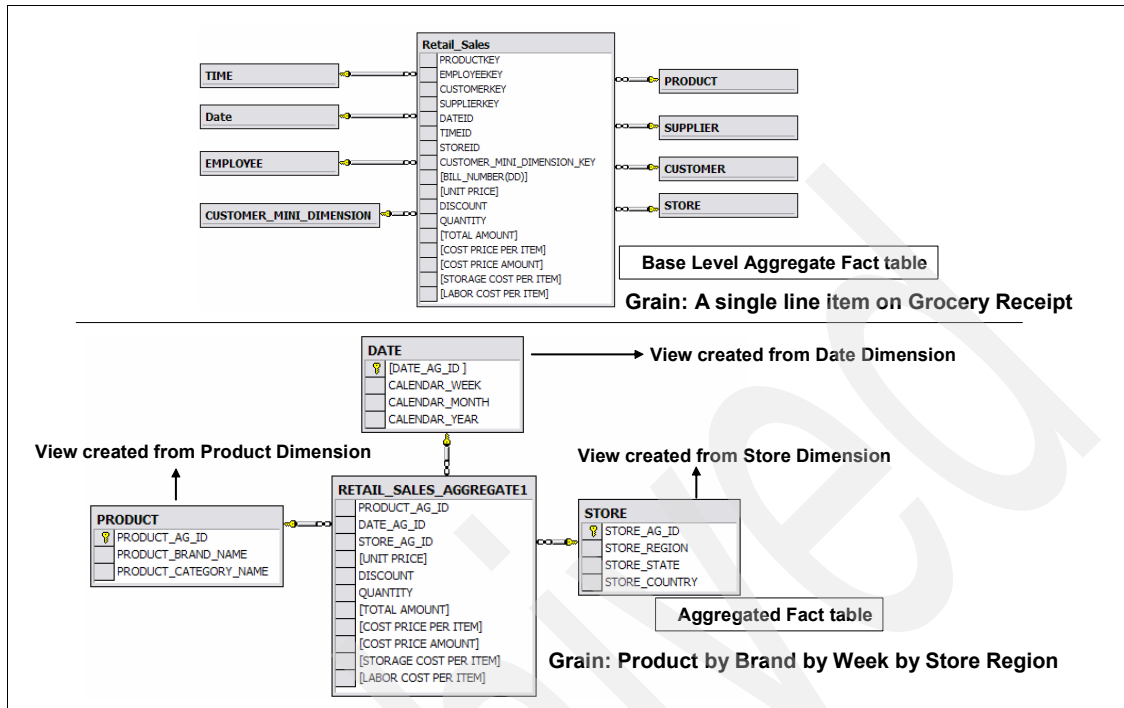 Retail_Sales
PRODUCTKEY
EMPLOYEEKEY
CUSTOMERKEY
SUPPLIERKEY
DATEID
TIMEID
STOREID
CUSTOMER_MINI_DIMENSION_KEY
[BILL_NUMBER(DD)]
[UNIT PRICE]
DISCOUNT
QUANTITY
[TOTAL AMOUNT]
[COST PRICE PER ITEM]
[COST PRICE AMOUNT]
[STORAGE COST PER ITEM]
[LABOR COST PER ITEM]
TIME
Date
EMPLOYEE
CUSTOMER_MINI_DIMENSION
PRODUCT
SUPPLIER
CUSTOMER
STORE
Base Level Aggregate Fact table
Grain: A single line item on Grocery Receipt
DATE
[DATE_AG_ID ]
CALENDAR_WEEK
CALENDAR_MONTH
CALENDAR_YEAR
View created from Date Dimension
View created from Product Dimension
View created from Store Dimension
PRODUCT
PRODUCT_AG_ID
PRODUCT_BRAND_NAME
PRODUCT_CATEGORY_NAME
RETAIL_SALES_AGGREGATE1
PRODUCT_AG_ID
DATE_AG_ID
STORE_AG_ID
[UNIT PRICE]
DISCOUNT
QUANTITY
[TOTAL AMOUNT]
[COST PRICE PER ITEM]
[COST PRICE AMOUNT]
[STORAGE COST PER ITEM]
[LABOR COST PER ITEM]
STORE
STORE_AG_ID
STORE_REGION
STORE_STATE
STORE_COUNTRY
Aggregated Fact table
Grain: Product by Brand by Week by Store Region